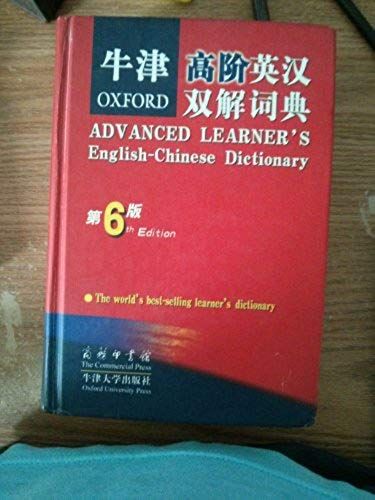 牛津 高阶英汉
OXFORD 双解词典
ADVANCED LEARNER'S
English-Chinese Dictionary
第6版
th Edition
The world's best-selling learner's dictionary
商务印书馆
The Commercial Press
牛津大学出版社
Oxford University Press